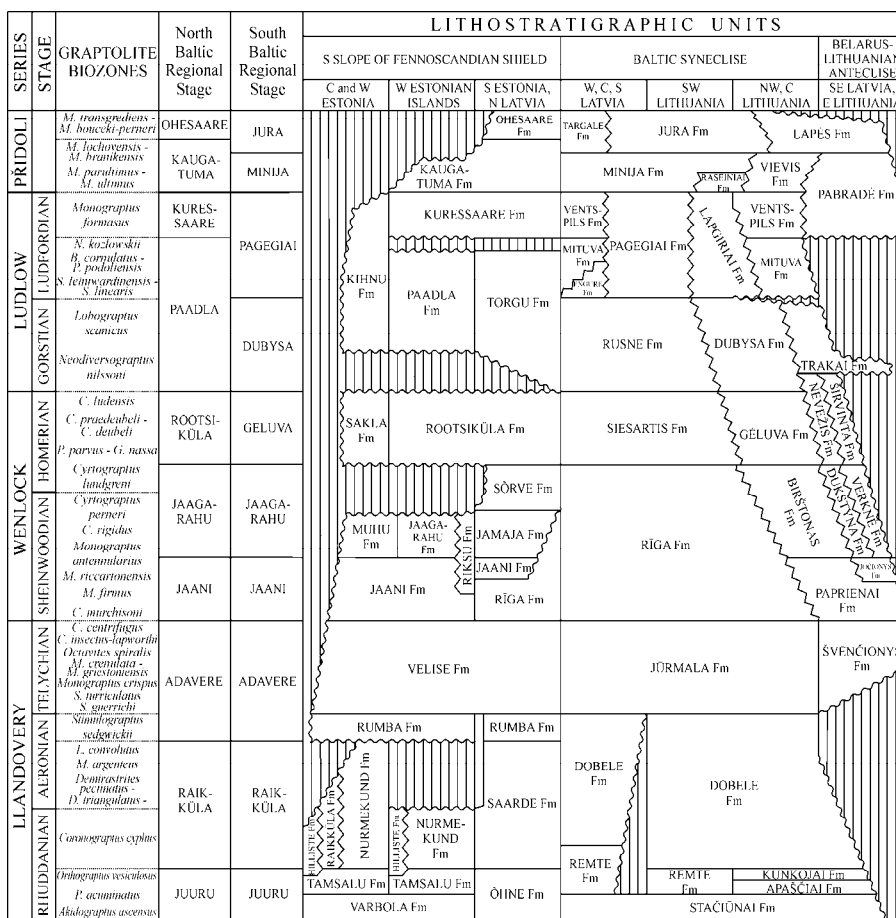 LITHOSTRATIGRAPHIC UNITS
SERIES
STAGE
GRAPTOLITE
BIOZONES
North
Baltic
Regional
Stage
South
Baltic
Regional
Stage
S SLOPE OF FENNOSCANDIAN SHIELD
BALTIC SYNECLISE
BELARUS-
LITHUANIAN
ANTECLISE
C and W
ESTONIA
W ESTONIAN
ISLANDS
S ESTONIA,
N LATVIA
W, C, S
LATVIA
SW
LITHUANIA
NW, C
LITHUANIA
SE LATVIA,
E LITHUANIA
PŘIDOLI
LUDLOW
WENLOCK
LLANDOVERY
LUDFORDIAN
GORSTIAN
HOMERIAN
SHEINWOODIAN
TELYCHIAN
AERONIAN
RHUDDANIAN
M. transgrediens -
M. bouceki-perneri
M. lochovensis -
M. branikensis
M. parultimus -
M. ultimus
Monograptus
formosus
N. kozlowskii
B. cornulatus -
P. podoliensis
S. leintwardinensis -
S. linearis
Lobograptus
scanicus
Neodiversograptus
nilssoni
C. ludensis
C. praedeubeli -
C. deubeli
P. parvus - G. nassa
Cyrtograptus
lundgreni
Cyrtograptus
perneri
C. rigidus
Monograptus
antennularius
M. riccartonensis
M. firmus
C. murchisoni
C. centrifugus
C. insectus-lapworthi
Octavites spiralis
M. crenulata -
M. griestoniensis
Monograptus crispus
S. turriculatus
S. guerrichi
Stimulograptus
sedgwickii
L. convolutus
M. argenteus
Demirastrites
pectinatus -
D. triangulatus -
Coronograptus cyphus
Orthograptus vesiculosus
P. acuminatus
Akidograptus ascensus
OHESAARE
KAUGA-
TUMA
KURES-
SAARE
PAADLA
ROOTSI-
KÜLA
JAAGA-
RAHU
JAANI
ADAVERE
RAIK-
KÜLA
JUURU
JURA
MINIJA
PAGEGIAI
DUBYSA
GELUVA
JAAGA-
RAHU
JAANI
ADAVERE
RAIK-
KÜLA
JUURU
OHESAARE
Fm
TARGALE
Fm
JURA Fm
LAPĖS Fm
KAUGA-
TUMA Fm
MINIJA Fm
RASEINIAI
Fm
VIEVIS
Fm
PABRADĖ Fm
KURESSAARE Fm
VENTS-
PILS Fm
PAGEGIAI Fm
LAPGIRIAI Fm
VENTS-
PILS Fm
KIHNU
Fm
PAADLA
Fm
TORGU Fm
MITUVA
Fm
ENGURE
Fm
MITUVA
Fm
RUSNE Fm
DUBYSA Fm
TRAKAI Fm
SAKLA
Fm
ROOTSIKÜLA Fm
SIESARTIS Fm
GĖLUVA Fm
NEVĖŽIS Fm
ŠIRVINTA Fm
SÕRVE Fm
MUHU
Fm
JAAGA-
RAHU
Fm
RIKSU Fm
JAMAJA Fm
RĪGA Fm
BIRŠTONAS
Fm
DUKŠTYNA Fm
VERKNĖ Fm
JAANI Fm
JAANI Fm
RĪGA Fm
JOČIONYS
Fm
PAPRIENAI
Fm
VELISE Fm
JŪRMALA Fm
ŠVENČIONYS
Fm
RUMBA Fm
RUMBA Fm
HILLISTE Fm
RAIKKÜLA Fm
NURMEKUND Fm
HILLISTE Fm
NURME-
KUND
Fm
SAARDE Fm
DOBELE
Fm
DOBELE
Fm
REMTE
Fm
REMTE
Fm
KUNKOJAI Fm
APAŠČIAI Fm
TAMSALU Fm
TAMSALU Fm
VARBOLA Fm
ÕHNE Fm
STAČIŪNAI Fm